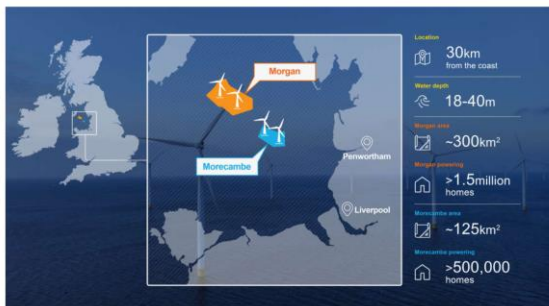 Morgan
Morecambe
Penwortham
Liverpool
Location
30km
from the coast
Water depth
18-40m
Morgan area
~300km²
Morgan powering
>1.5million
homes
Morecambe area
~125km²
Morecambe powering
>500,000
homes